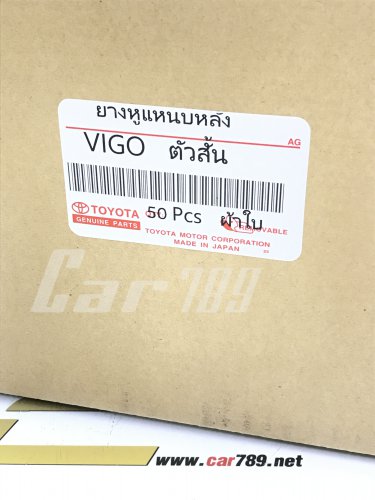 ยางหูแหนบหลัง
AG
VIGO ตัวสั้น
TOYOTA 50 Pcs ผ้าใบ
GENUINE PARTS
TOYOTA MOTOR CORPORATION
MADE IN JAPAN
Car789
www.car789.net